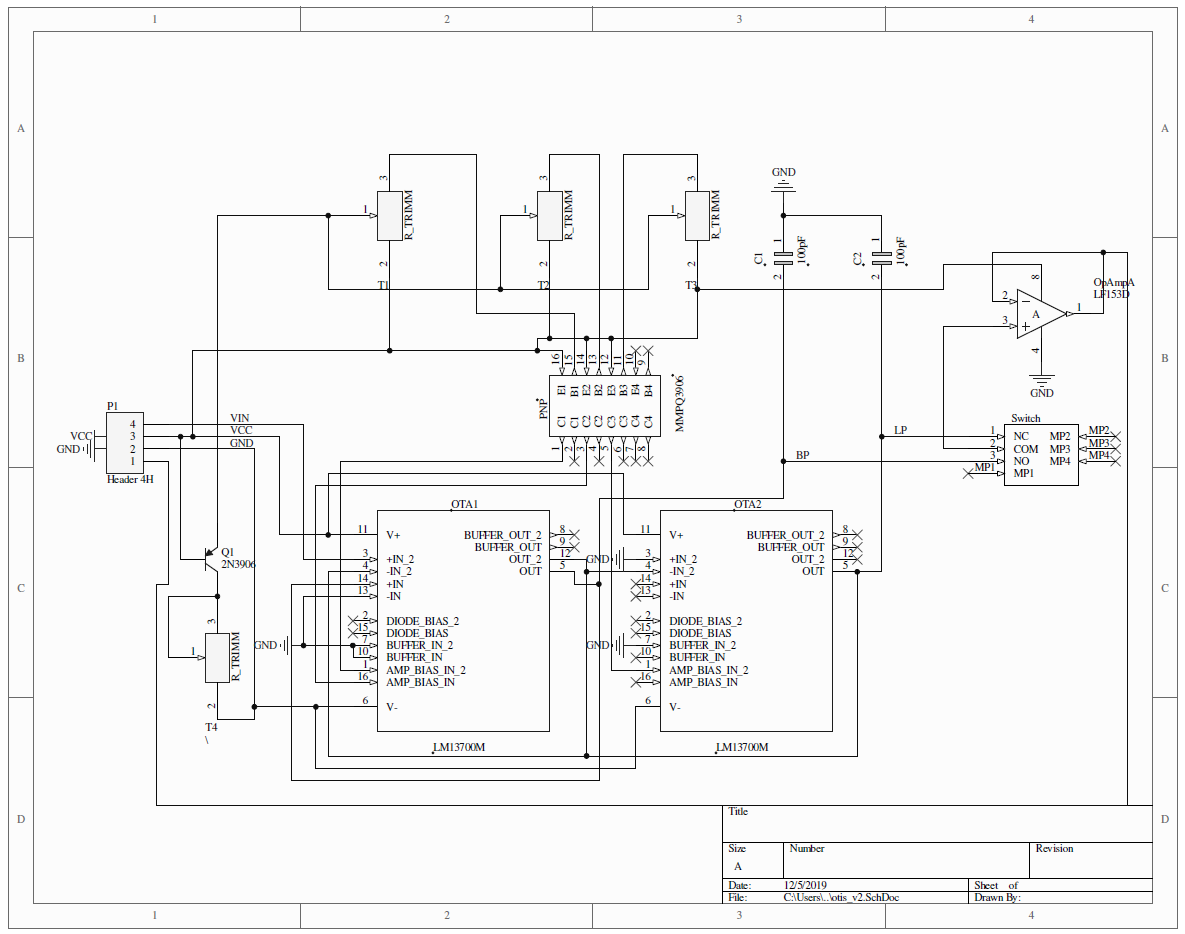 1 2 3 4
A A
GND
3 3 3
1 R_TRIMM 1 R_TRIMM 1 R_TRIMM
2 2 2
T1 T2 T3
1 1
C1 100pF C2 100pF
2 2
OpAmpA
LF153D
8
2 1
A
3
4
GND
B B
16 15 14 13 12 11 10 9
E1 B1 E2 B2 E3 B3 E4 B4
PNP MMPQ3906
C1 C1 C2 C2 C3 C3 C4 C4
1 2 3 4 5 6 7 8
P1
4 VIN
VCC 3 VCC
GND 2 GND
1
Header 4H
Switch
LP 1 NC MP2 MP2
2 COM MP3 MP3
BP 3 NO MP4 MP4
MP1 MP1
OTA1 OTA2
11 V+ BUFFER_OUT_2 8
BUFFER_OUT 9
3 +IN_2 OUT_2 12
4 -IN_2 OUT 5
14 +IN
13 -IN
2 DIODE_BIAS_2
15 DIODE_BIAS
GND 7 BUFFER_IN_2
10 BUFFER_IN
1 AMP_BIAS_IN_2
16 AMP_BIAS_IN
6 V-
LM13700M
11 V+ BUFFER_OUT_2 8
BUFFER_OUT 9
GND 3 +IN_2 OUT_2 12
4 -IN_2 OUT 5
14 +IN
13 -IN
2 DIODE_BIAS_2
15 DIODE_BIAS
GND 7 BUFFER_IN_2
10 BUFFER_IN
1 AMP_BIAS_IN_2
16 AMP_BIAS_IN
6 V-
LM13700M
Q1
2N3906
C C
3
1 R_TRIMM
2
T4
\
D D
Title
Size Number Revision
A
Date: 12/5/2019 Sheet of
File: C:\Users\..\otis_v2.SchDoc Drawn By:
1 2 3 4